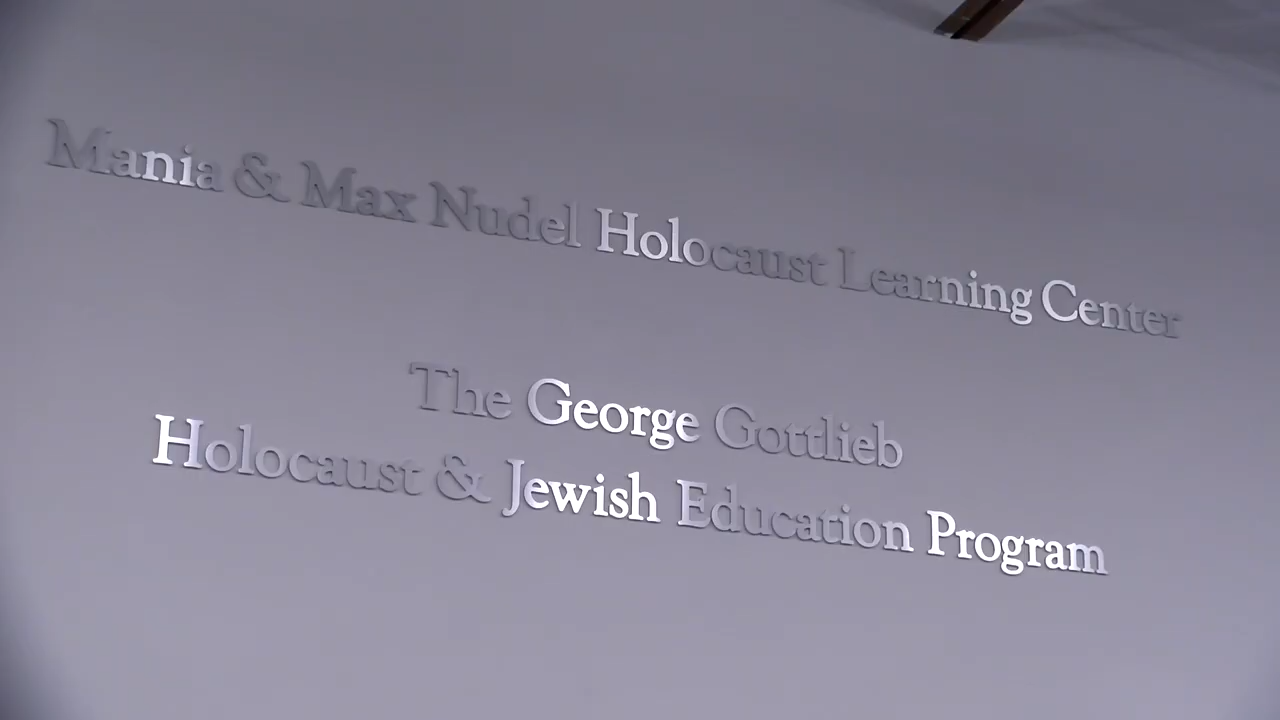 Mania & Max Nudel Holocaust Learning Center
The George Gottlieb
Holocaust & Jewish Education Program